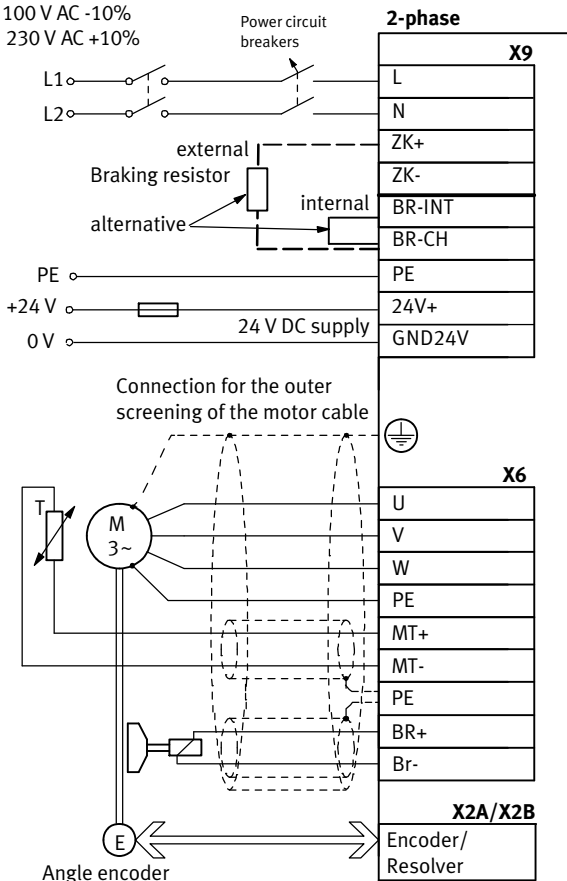 100 V AC -10%
230 V AC +10%
Power circuit
breakers
2-phase
X9
L1
L
L2
N
external
ZK+
Braking resistor
ZK-
internal
BR-INT
alternative
BR-CH
PE
PE
+24 V
24V+
24 V DC supply
0 V
GND24V
Connection for the outer
screening of the motor cable
X6
T
U
M
3~
V
W
PE
MT+
MT-
PE
BR+
Br-
X2A/X2B
E
Encoder/
Resolver
Angle encoder